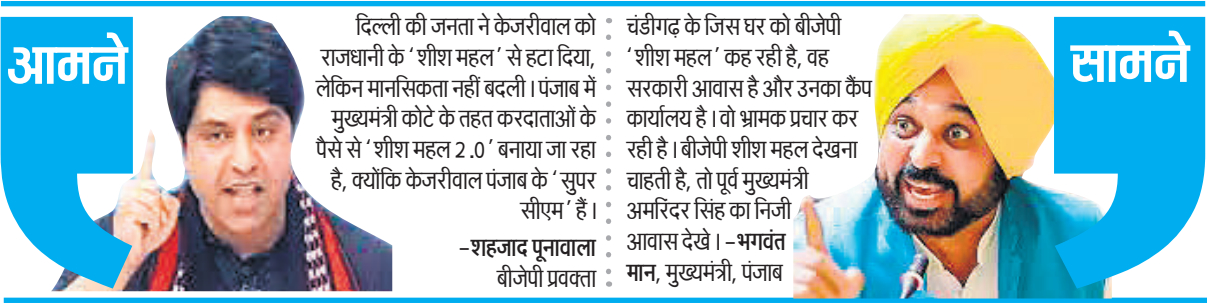 आमने
दिल्ली की जनता ने केजरीवाल को
राजधानी के ‘शीश महल’ से हटा दिया,
लेकिन मानसिकता नहीं बदली। पंजाब में
मुख्यमंत्री कोटे के तहत करदाताओं के
पैसे से ‘शीश महल 2.0’ बनाया जा रहा
है, क्योंकि केजरीवाल पंजाब के ‘सुपर
सीएम’ हैं।
–शहजाद पूनावाला
बीजेपी प्रवक्ता
चंडीगढ़ के जिस घर को बीजेपी
‘शीश महल’ कह रही है, वह
सरकारी आवास है और उनका कैंप
कार्यालय है। वो भ्रामक प्रचार कर
रही है। बीजेपी शीश महल देखना
चाहती है, तो पूर्व मुख्यमंत्री
अमरिंदर सिंह का निजी
आवास देखे। –भगवंत
मान, मुख्यमंत्री, पंजाब
सामने